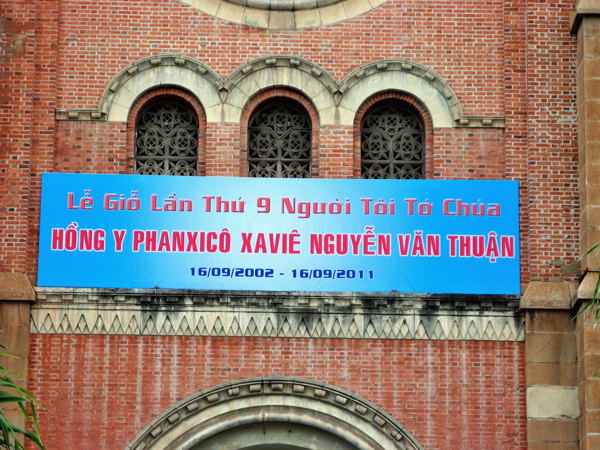 Lễ Giỗ Lần Thứ 9 Người Tôi Tớ Chúa
HỒNG Y PHANXICÔ XAVIÊ NGUYỄN VĂN THUẬN
16/09/2002 - 16/09/2011